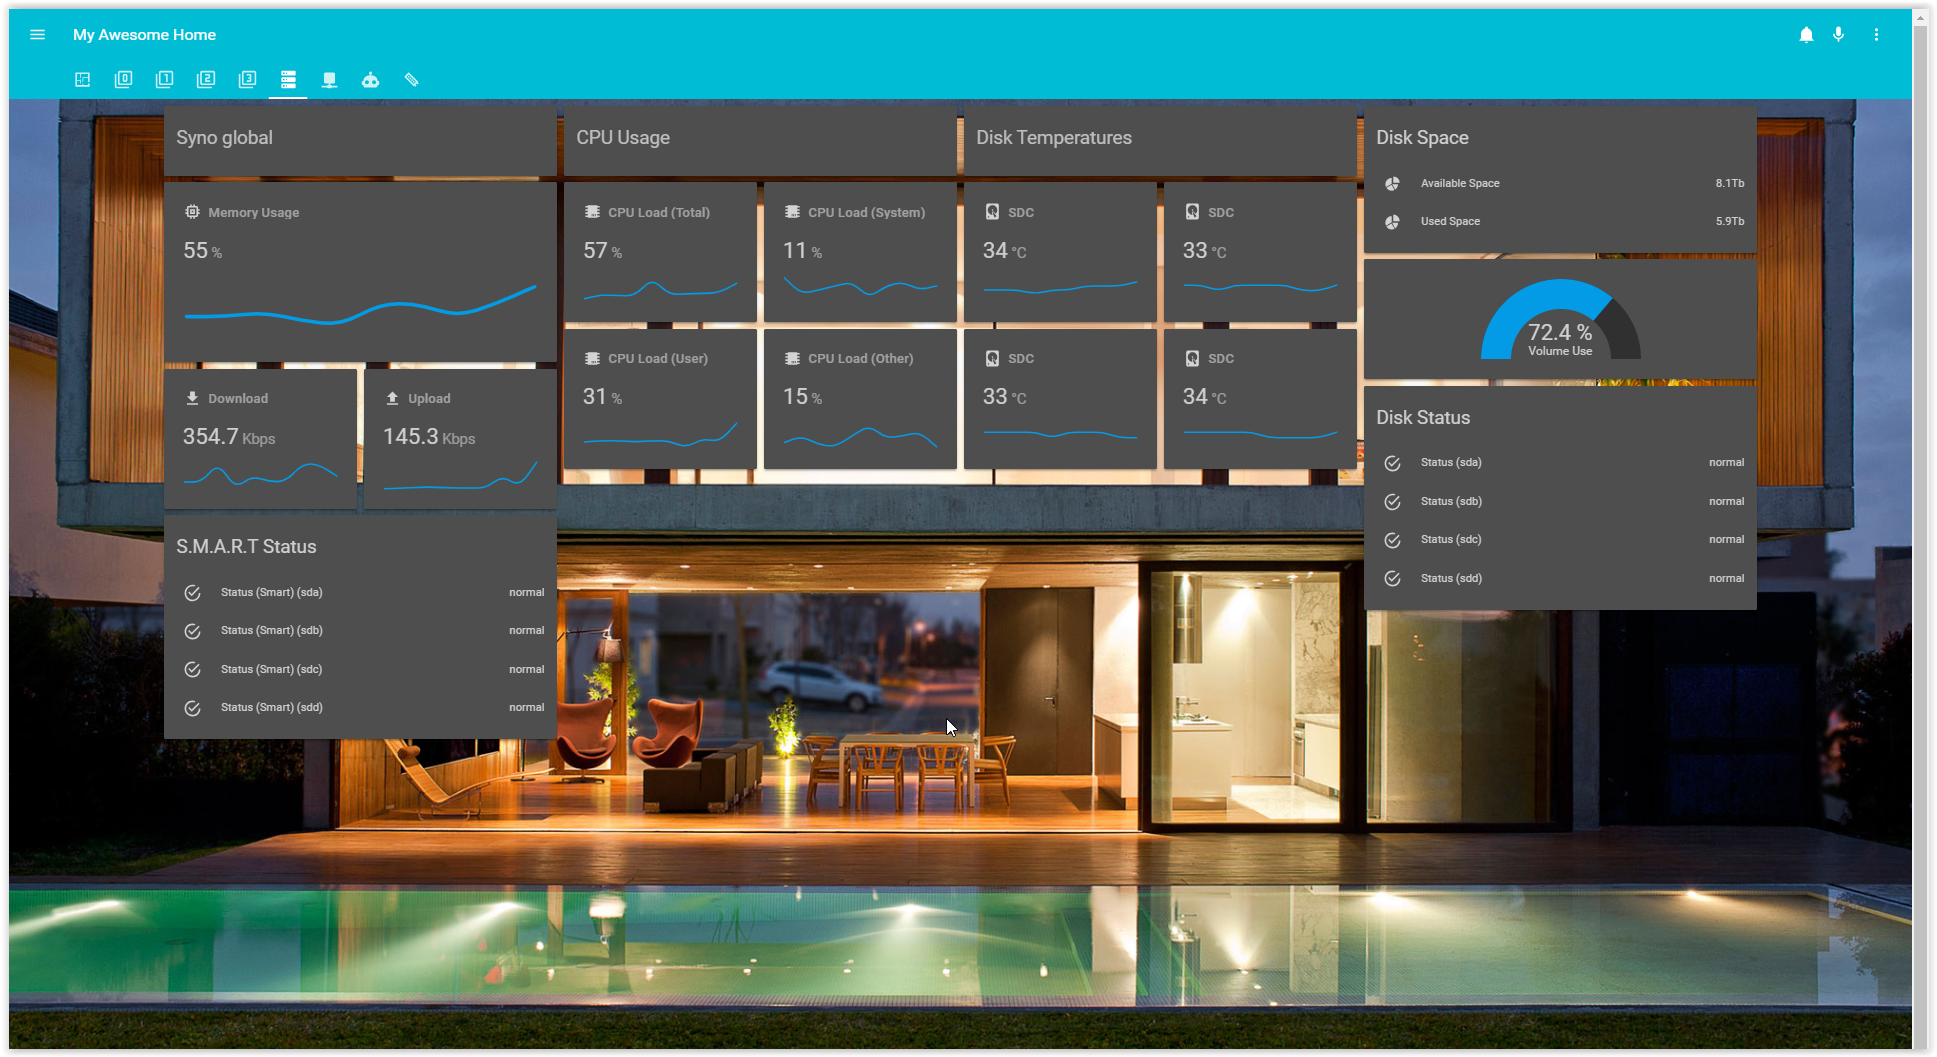 My Awesome Home
0
1
2
3
Syno global
Memory Usage
55 %
Download
354.7 Kbps
Upload
145.3 Kbps
S.M.A.R.T Status
Status (Smart) (sda) normal
Status (Smart) (sdb) normal
Status (Smart) (sdc) normal
Status (Smart) (sdd) normal
CPU Usage
CPU Load (Total)
57 %
CPU Load (System)
11 %
CPU Load (User)
31 %
CPU Load (Other)
15 %
Disk Temperatures
SDC
34 °C
SDC
33 °C
SDC
33 °C
SDC
34 °C
Disk Space
Available Space 8.1Tb
Used Space 5.9Tb
72.4 %
Volume Use
Disk Status
Status (sda) normal
Status (sdb) normal
Status (sdc) normal
Status (sdd) normal